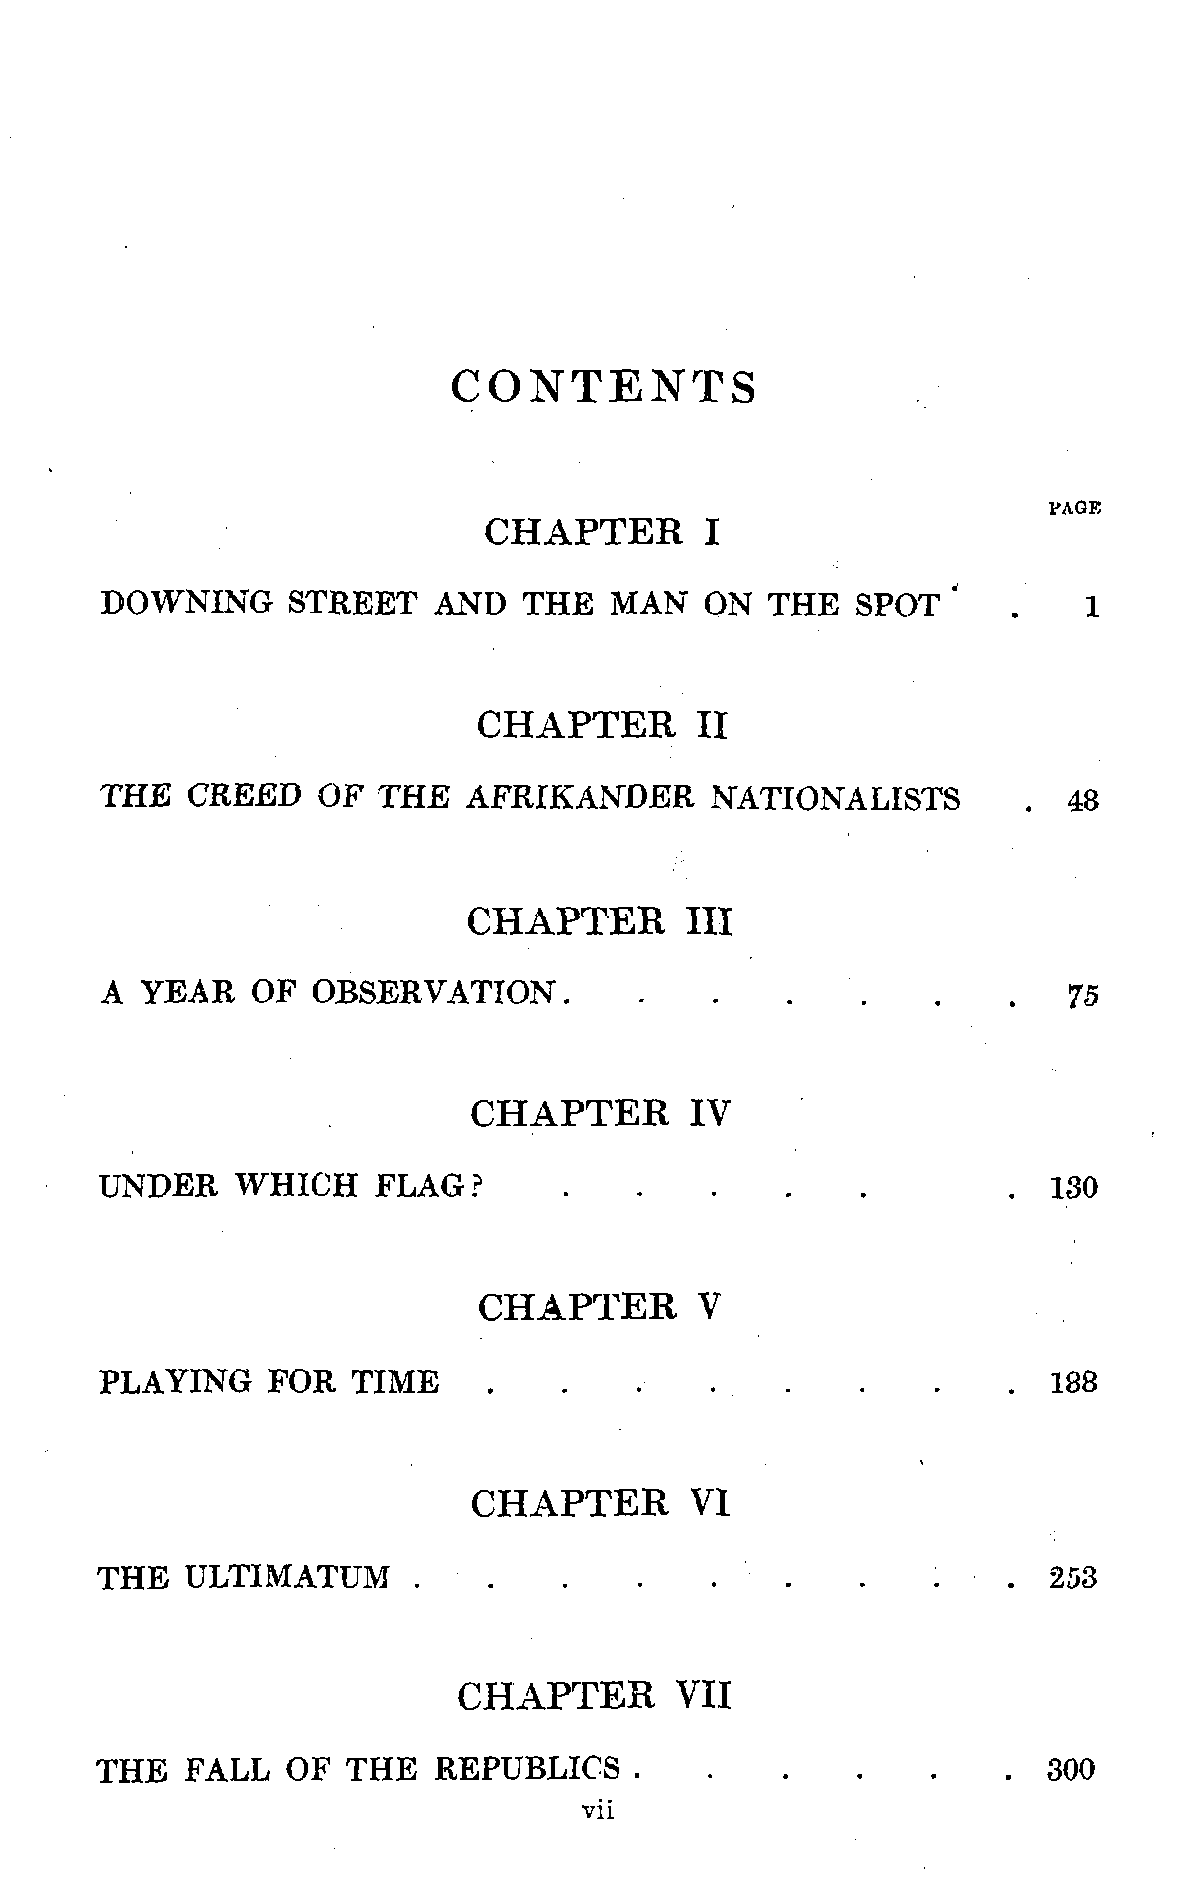 CONTENTS
PAGE
CHAPTER I
DOWNING STREET AND THE MAN ON THE SPOT . 1
CHAPTER II
THE CREED OF THE AFRIKANDER NATIONALISTS . 48
CHAPTER III
A YEAR OF OBSERVATION . . . . . . . 75
CHAPTER IV
UNDER WHICH FLAG? . . . . . . 130
CHAPTER V
PLAYING FOR TIME . . . . . . . . 188
CHAPTER VI
THE ULTIMATUM . . . . . . . . . 253
CHAPTER VII
THE FALL OF THE REPUBLICS . . . . . . 300
vii